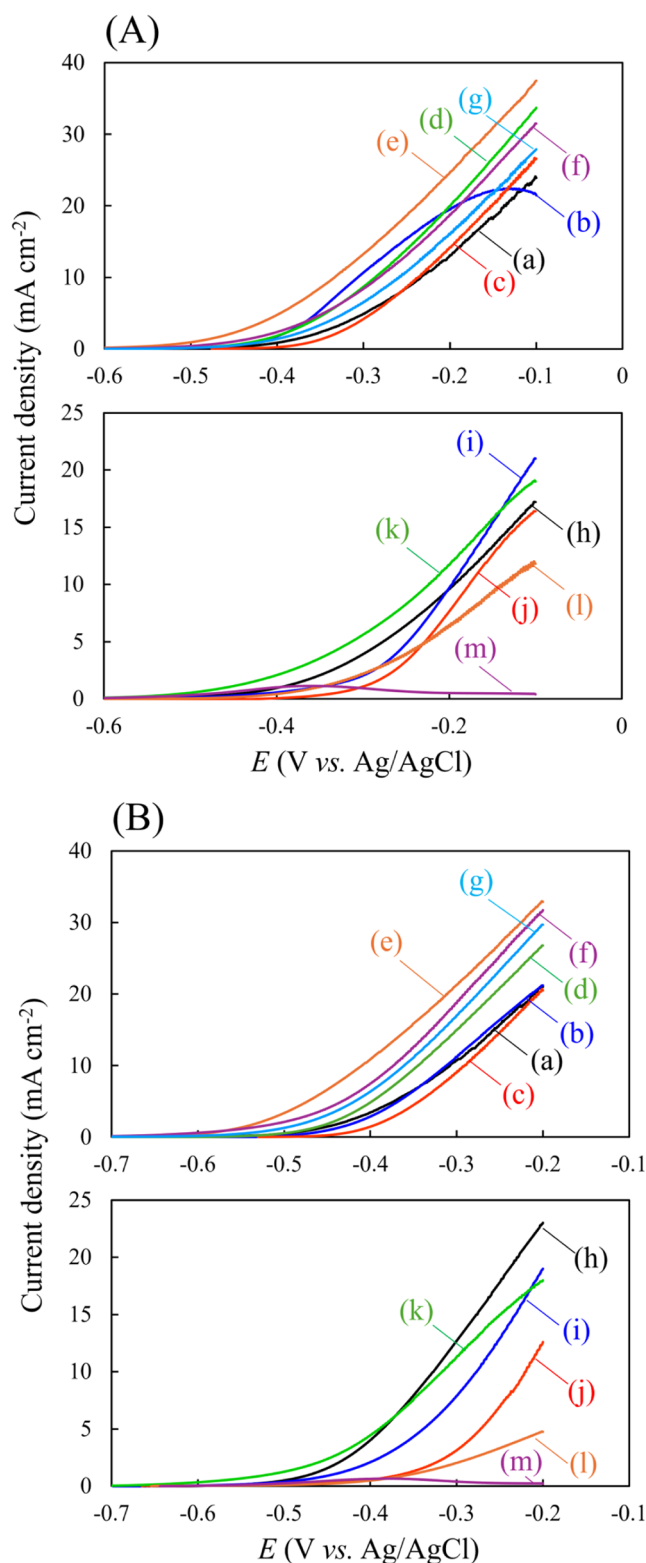 (A)
40
30
20
10
0
(e)
(d)
(g)
(f)
(b)
(a)
(c)
-0.6 -0.5 -0.4 -0.3 -0.2 -0.1 0
Current density (mA cm-2)
25
20
15
10
5
0
(i)
(k)
(h)
(j)
(l)
(m)
-0.6 -0.4 -0.2 0
E (V vs. Ag/AgCl)
(B)
40
30
20
10
0
(g)
(e)
(f)
(d)
(b)
(a)
(c)
-0.7 -0.6 -0.5 -0.4 -0.3 -0.2 -0.1
Current density (mA cm-2)
25
20
15
10
5
0
(h)
(k)
(i)
(j)
(l)
(m)
-0.7 -0.6 -0.5 -0.4 -0.3 -0.2 -0.1
E (V vs. Ag/AgCl)